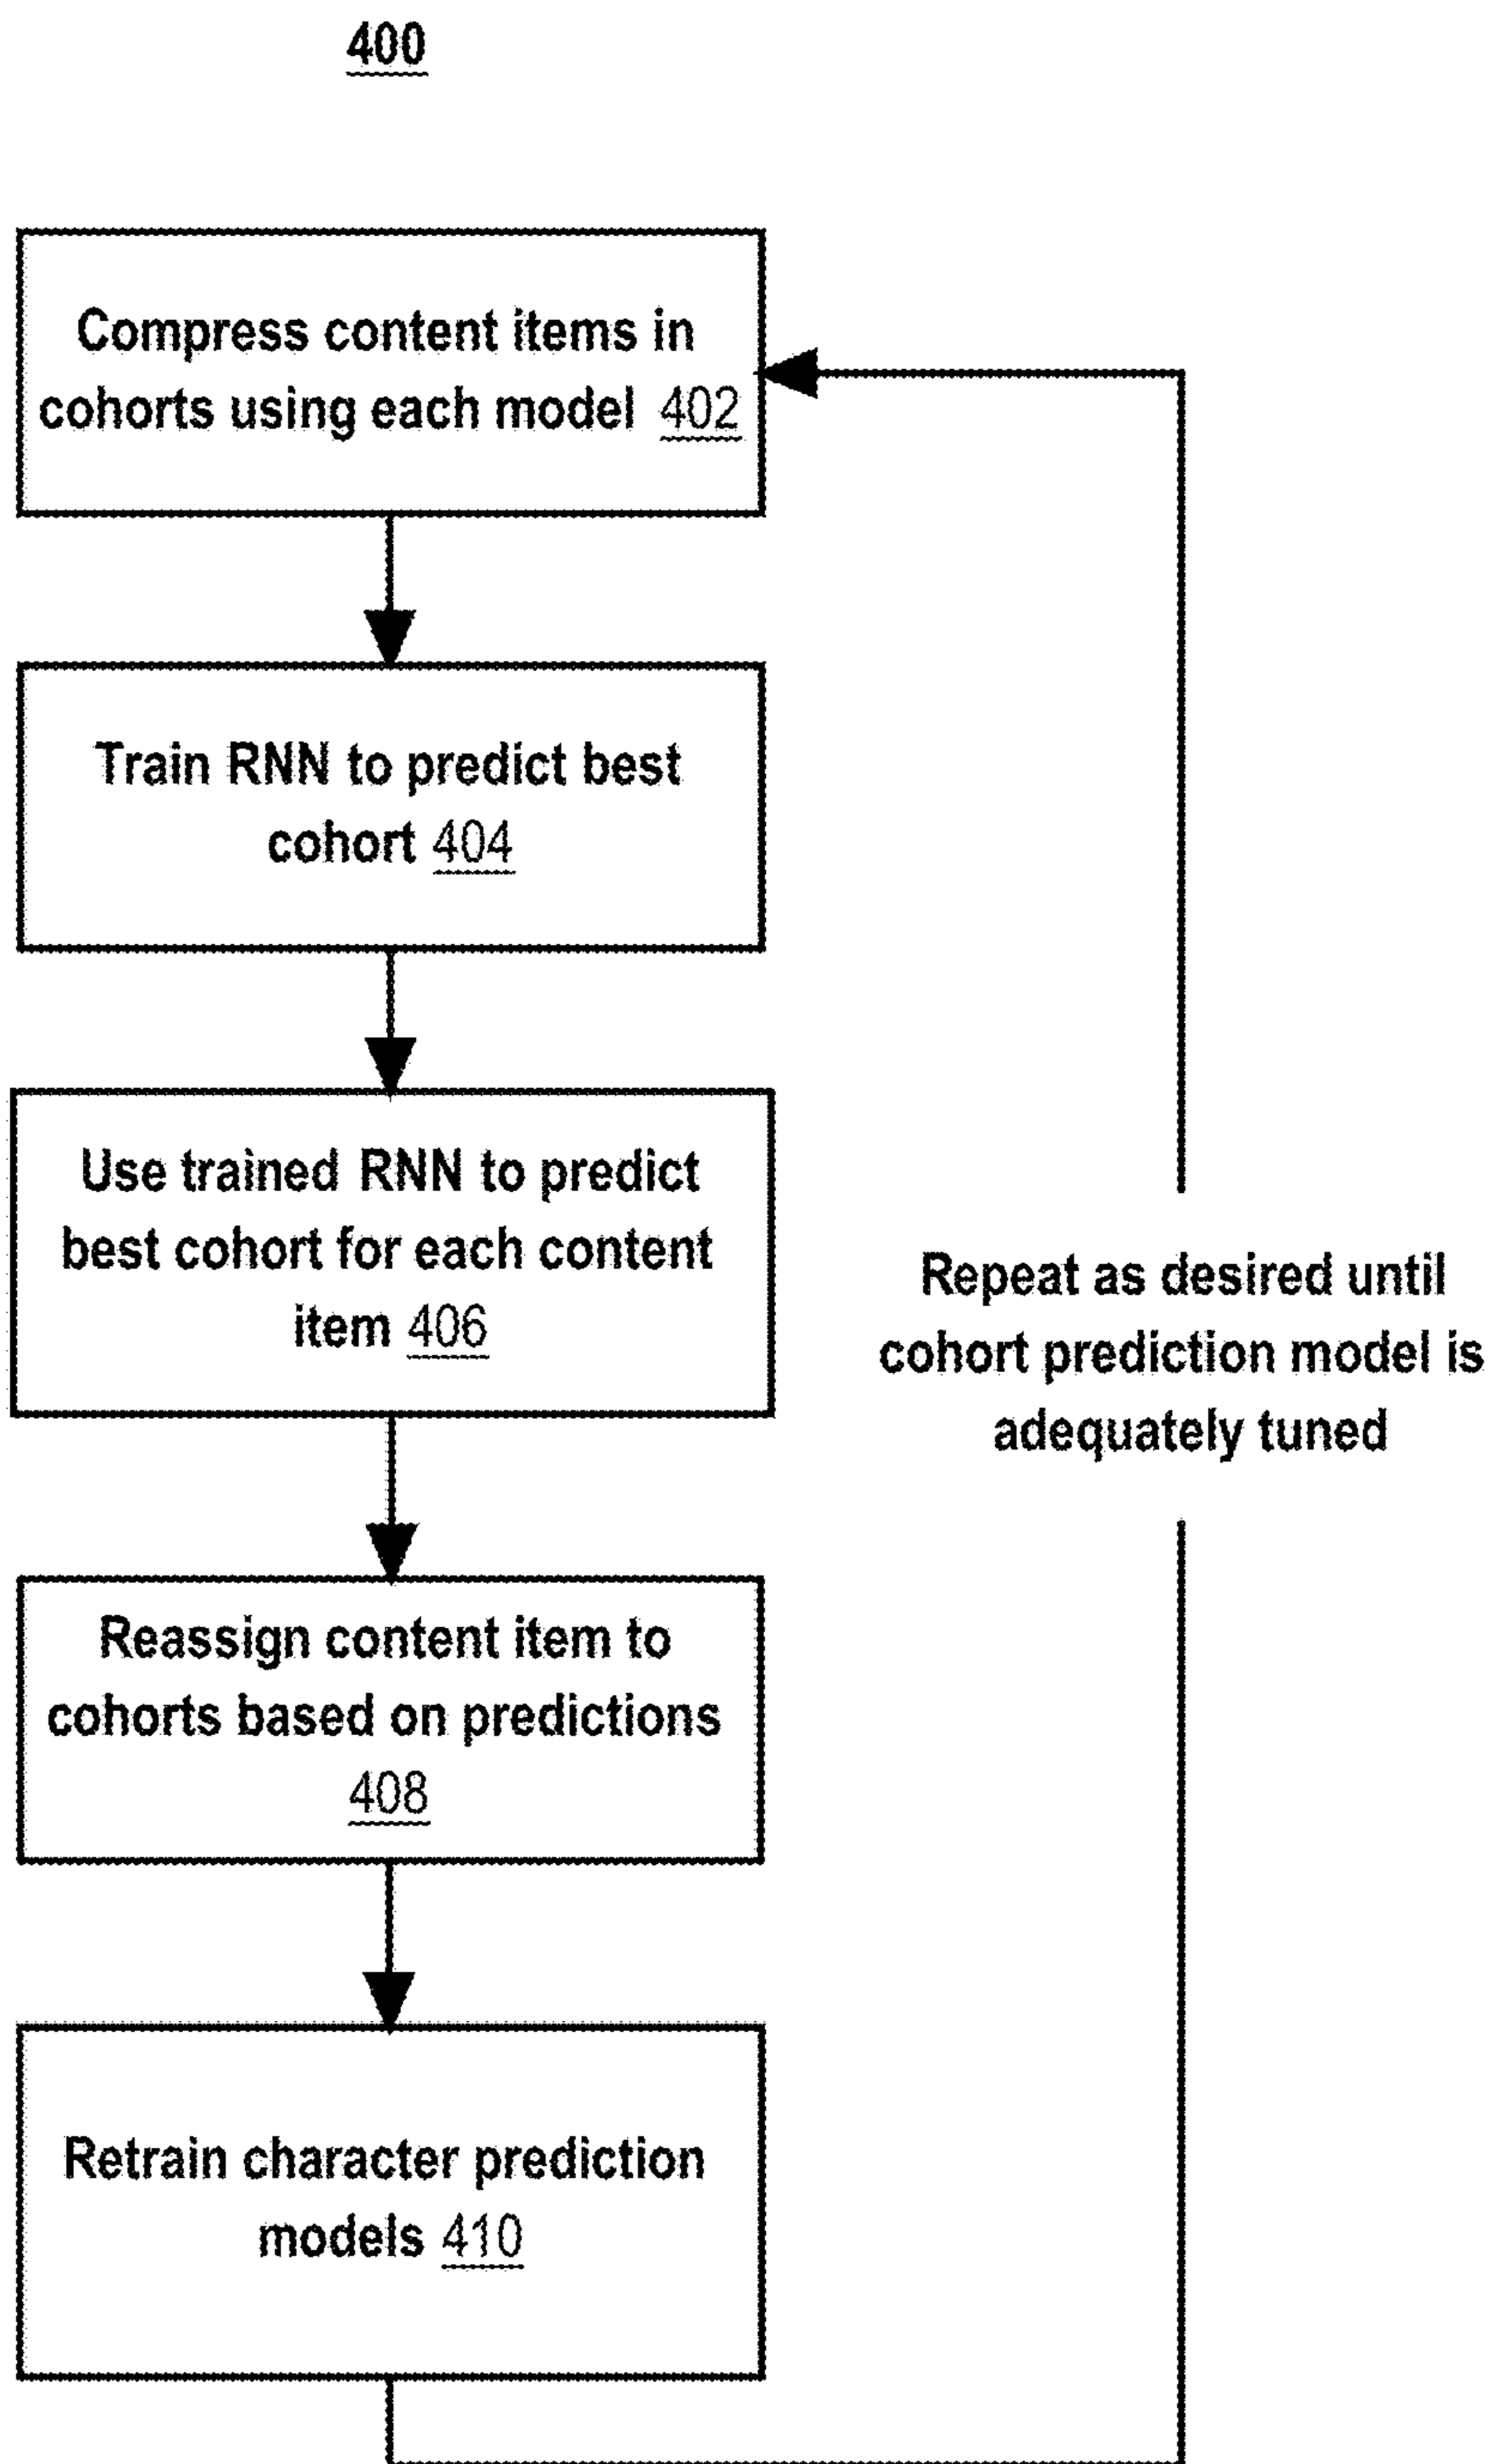 400
Compress content items in
cohorts using each model 402
Train RNN to predict best
cohort 404
Use trained RNN to predict
best cohort for each content
item 406
Repeat as desired until
cohort prediction model is
adequately tuned
Reassign content item to
cohorts based on predictions
408
Retrain character prediction
models 410